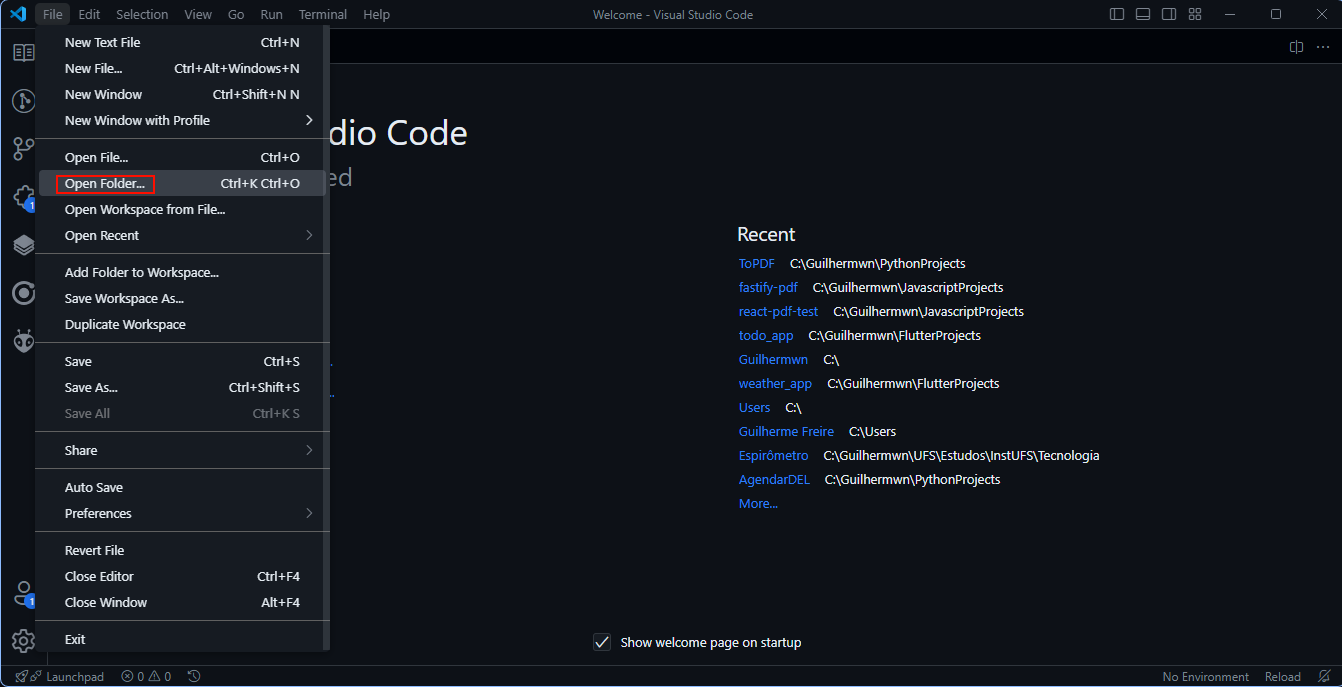 File Edit Selection View Go Run Terminal Help Welcome - Visual Studio Code
New Text File Ctrl+N
New File... Ctrl+Alt+Windows+N
New Window Ctrl+Shift+N N
New Window with Profile
Open File... Ctrl+O
Open Folder... Ctrl+K Ctrl+O
Open Workspace from File...
Open Recent
Add Folder to Workspace...
Save Workspace As...
Duplicate Workspace
Save Ctrl+S
Save As... Ctrl+Shift+S
Save All Ctrl+K S
Share
Auto Save
Preferences
Revert File
Close Editor Ctrl+F4
Close Window Alt+F4
Exit
dio Code
ed
Recent
ToPDF C:\Guilhermwn\PythonProjects
fastify-pdf C:\Guilhermwn\JavascriptProjects
react-pdf-test C:\Guilhermwn\JavascriptProjects
todo_app C:\Guilhermwn\FlutterProjects
Guilhermwn C:\
weather_app C:\Guilhermwn\FlutterProjects
Users C:\
Guilherme Freire C:\Users
Espirômetro C:\Guilhermwn\UFS\Estudos\InstUFS\Tecnologia
AgendarDEL C:\Guilhermwn\PythonProjects
More...
1
1
Show welcome page on startup
Launchpad 0 0 No Environment Reload